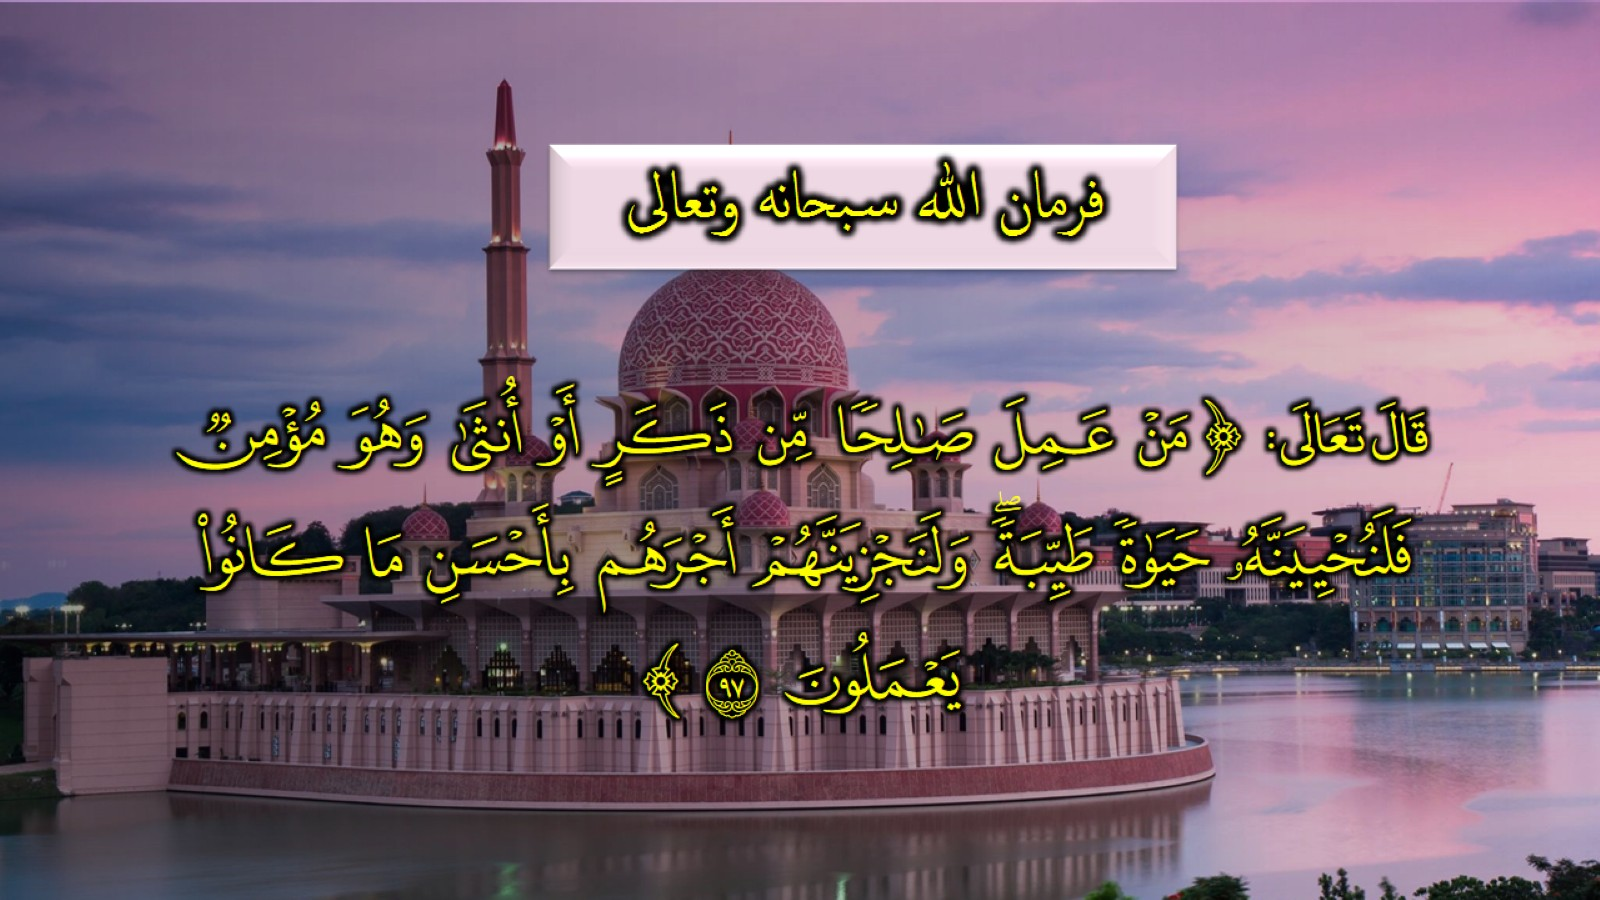 فرمان الله سبحانه وتعالى
قَالَ تَعَالَى: ﴿ مَنۡ عَمِلَ صَٰلِحٗا مِّن ذَكَرٍ أَوۡ أُنثَىٰ وَهُوَ مُؤۡمِنٞ
فَلَنُحۡيِيَنَّهُۥ حَيَوٰةٗ طَيِّبَةٗۖ وَلَنَجۡزِيَنَّهُمۡ أَجۡرَهُم بِأَحۡسَنِ مَا كَانُواْ
يَعۡمَلُونَ ٩٧ ﴾